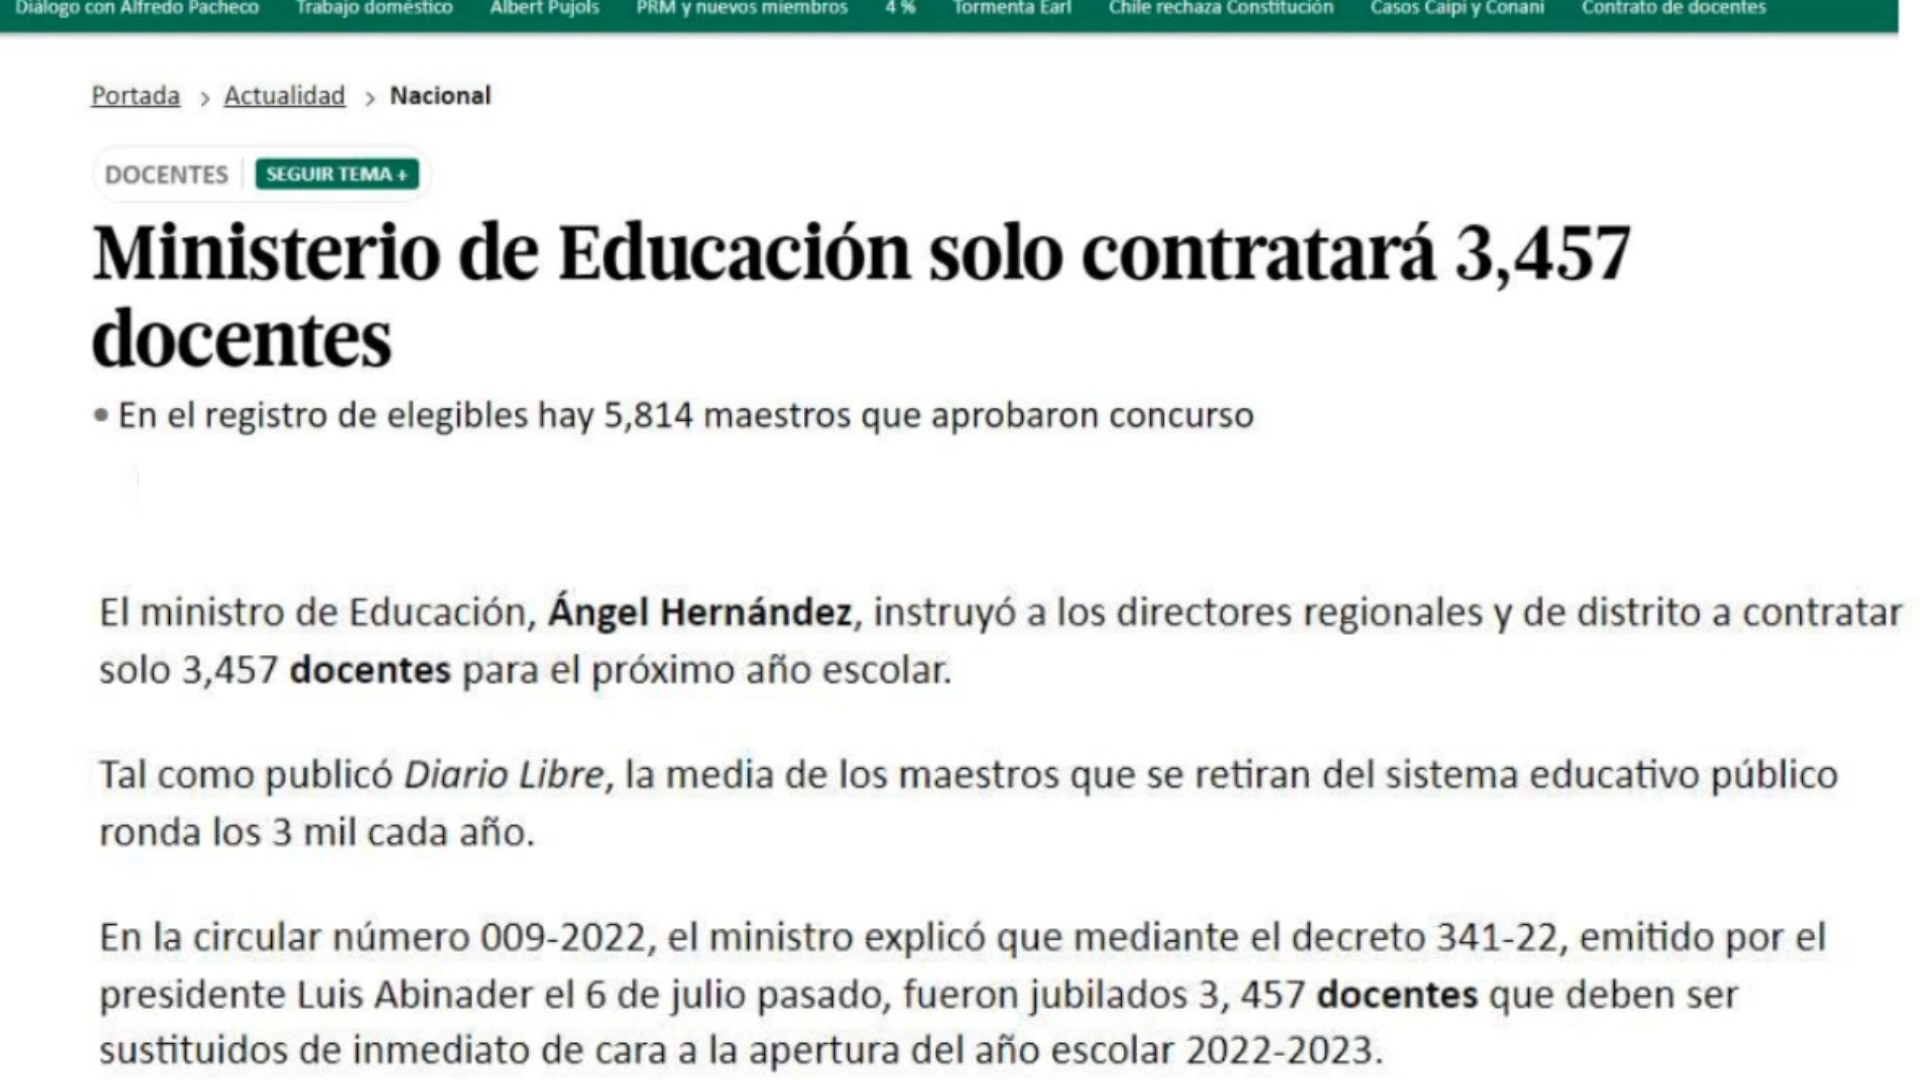 Diálogo con Alfredo Pacheco Trabajo doméstico Albert Pujols PRM y nuevos miembros 4 % Tormenta Earl Chile rechaza Constitución Casos Caipi y Conani Contrato de docentes
Portada > Actualidad > Nacional
DOCENTES SEGUIR TEMA +
Ministerio de Educación solo contratará 3,457
docentes
• En el registro de elegibles hay 5,814 maestros que aprobaron concurso
El ministro de Educación, Ángel Hernández, instruyó a los directores regionales y de distrito a contratar
solo 3,457 docentes para el próximo año escolar.
Tal como publicó Diario Libre, la media de los maestros que se retiran del sistema educativo público
ronda los 3 mil cada año.
En la circular número 009-2022, el ministro explicó que mediante el decreto 341-22, emitido por el
presidente Luis Abinader el 6 de julio pasado, fueron jubilados 3, 457 docentes que deben ser
sustituidos de inmediato de cara a la apertura del año escolar 2022-2023.